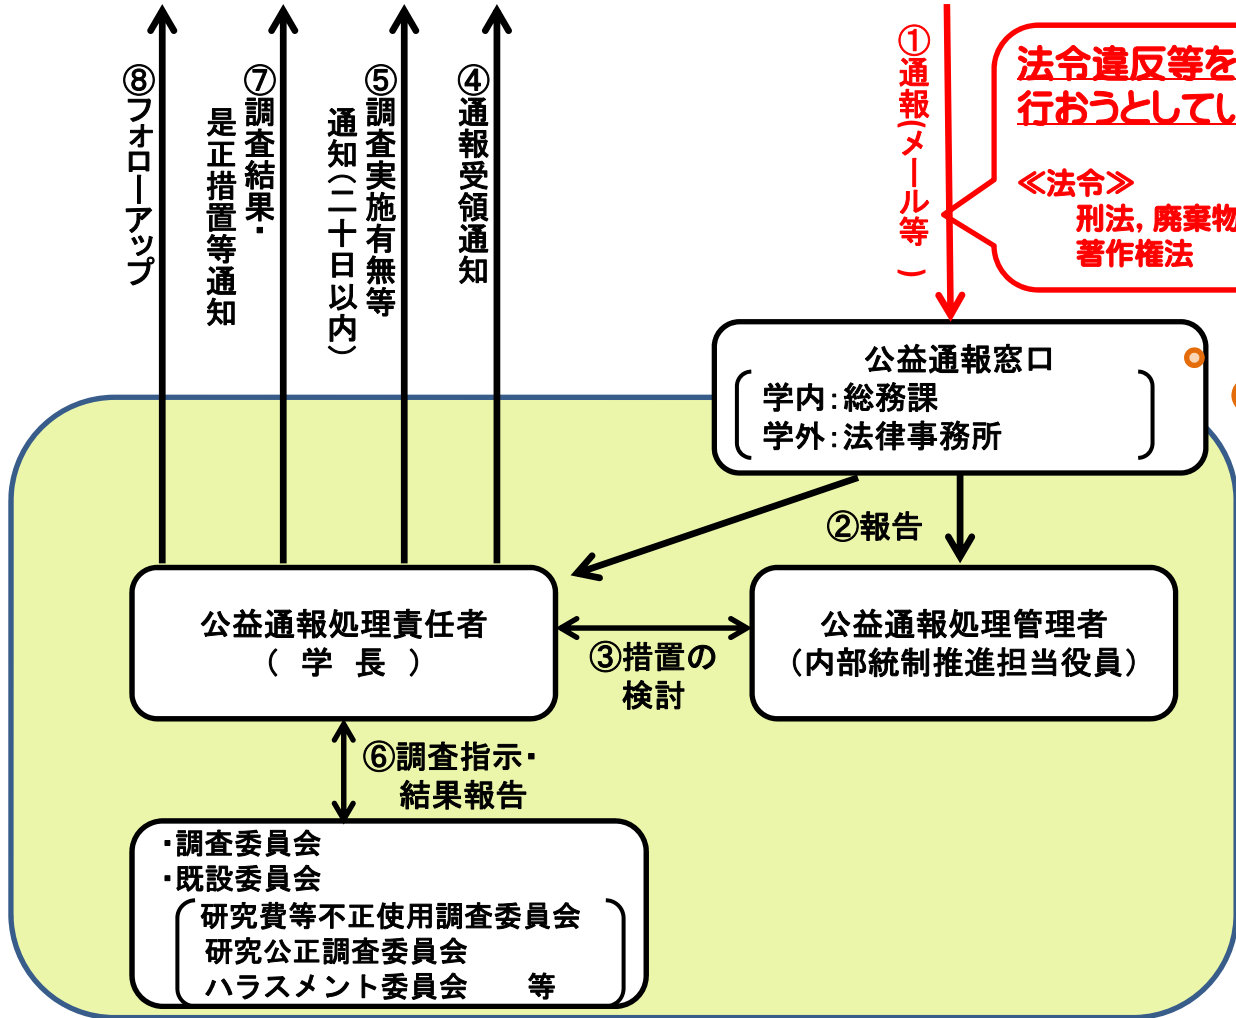 ⑧フォローアップ
⑦調査結果・
是正措置等通知
⑤調査実施有無等
通知(二十日以内)
④通報受領通知
①通報(メール等 )
法令違反等を
行おうとしてい
≪法令≫
刑法, 廃棄物
著作権法
公益通報窓口
学内:総務課
学外:法律事務所
②報告
公益通報処理責任者
( 学 長 )
③措置の
検討
公益通報処理管理者
(内部統制推進担当役員)
⑥調査指示・
結果報告
・調査委員会
・既設委員会
研究費等不正使用調査委員会
研究公正調査委員会
ハラスメント委員会 等